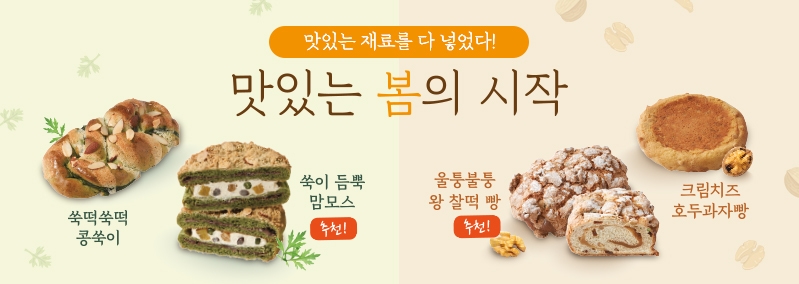 맛있는 재료를 다 넣었다!
맛있는 봄의 시작
쑥떡쑥떡
콩쑥이
쑥이 듬뿍
맘모스
추천!
울퉁불퉁
왕 찰떡 빵
추천!
크림치즈
호두과자빵